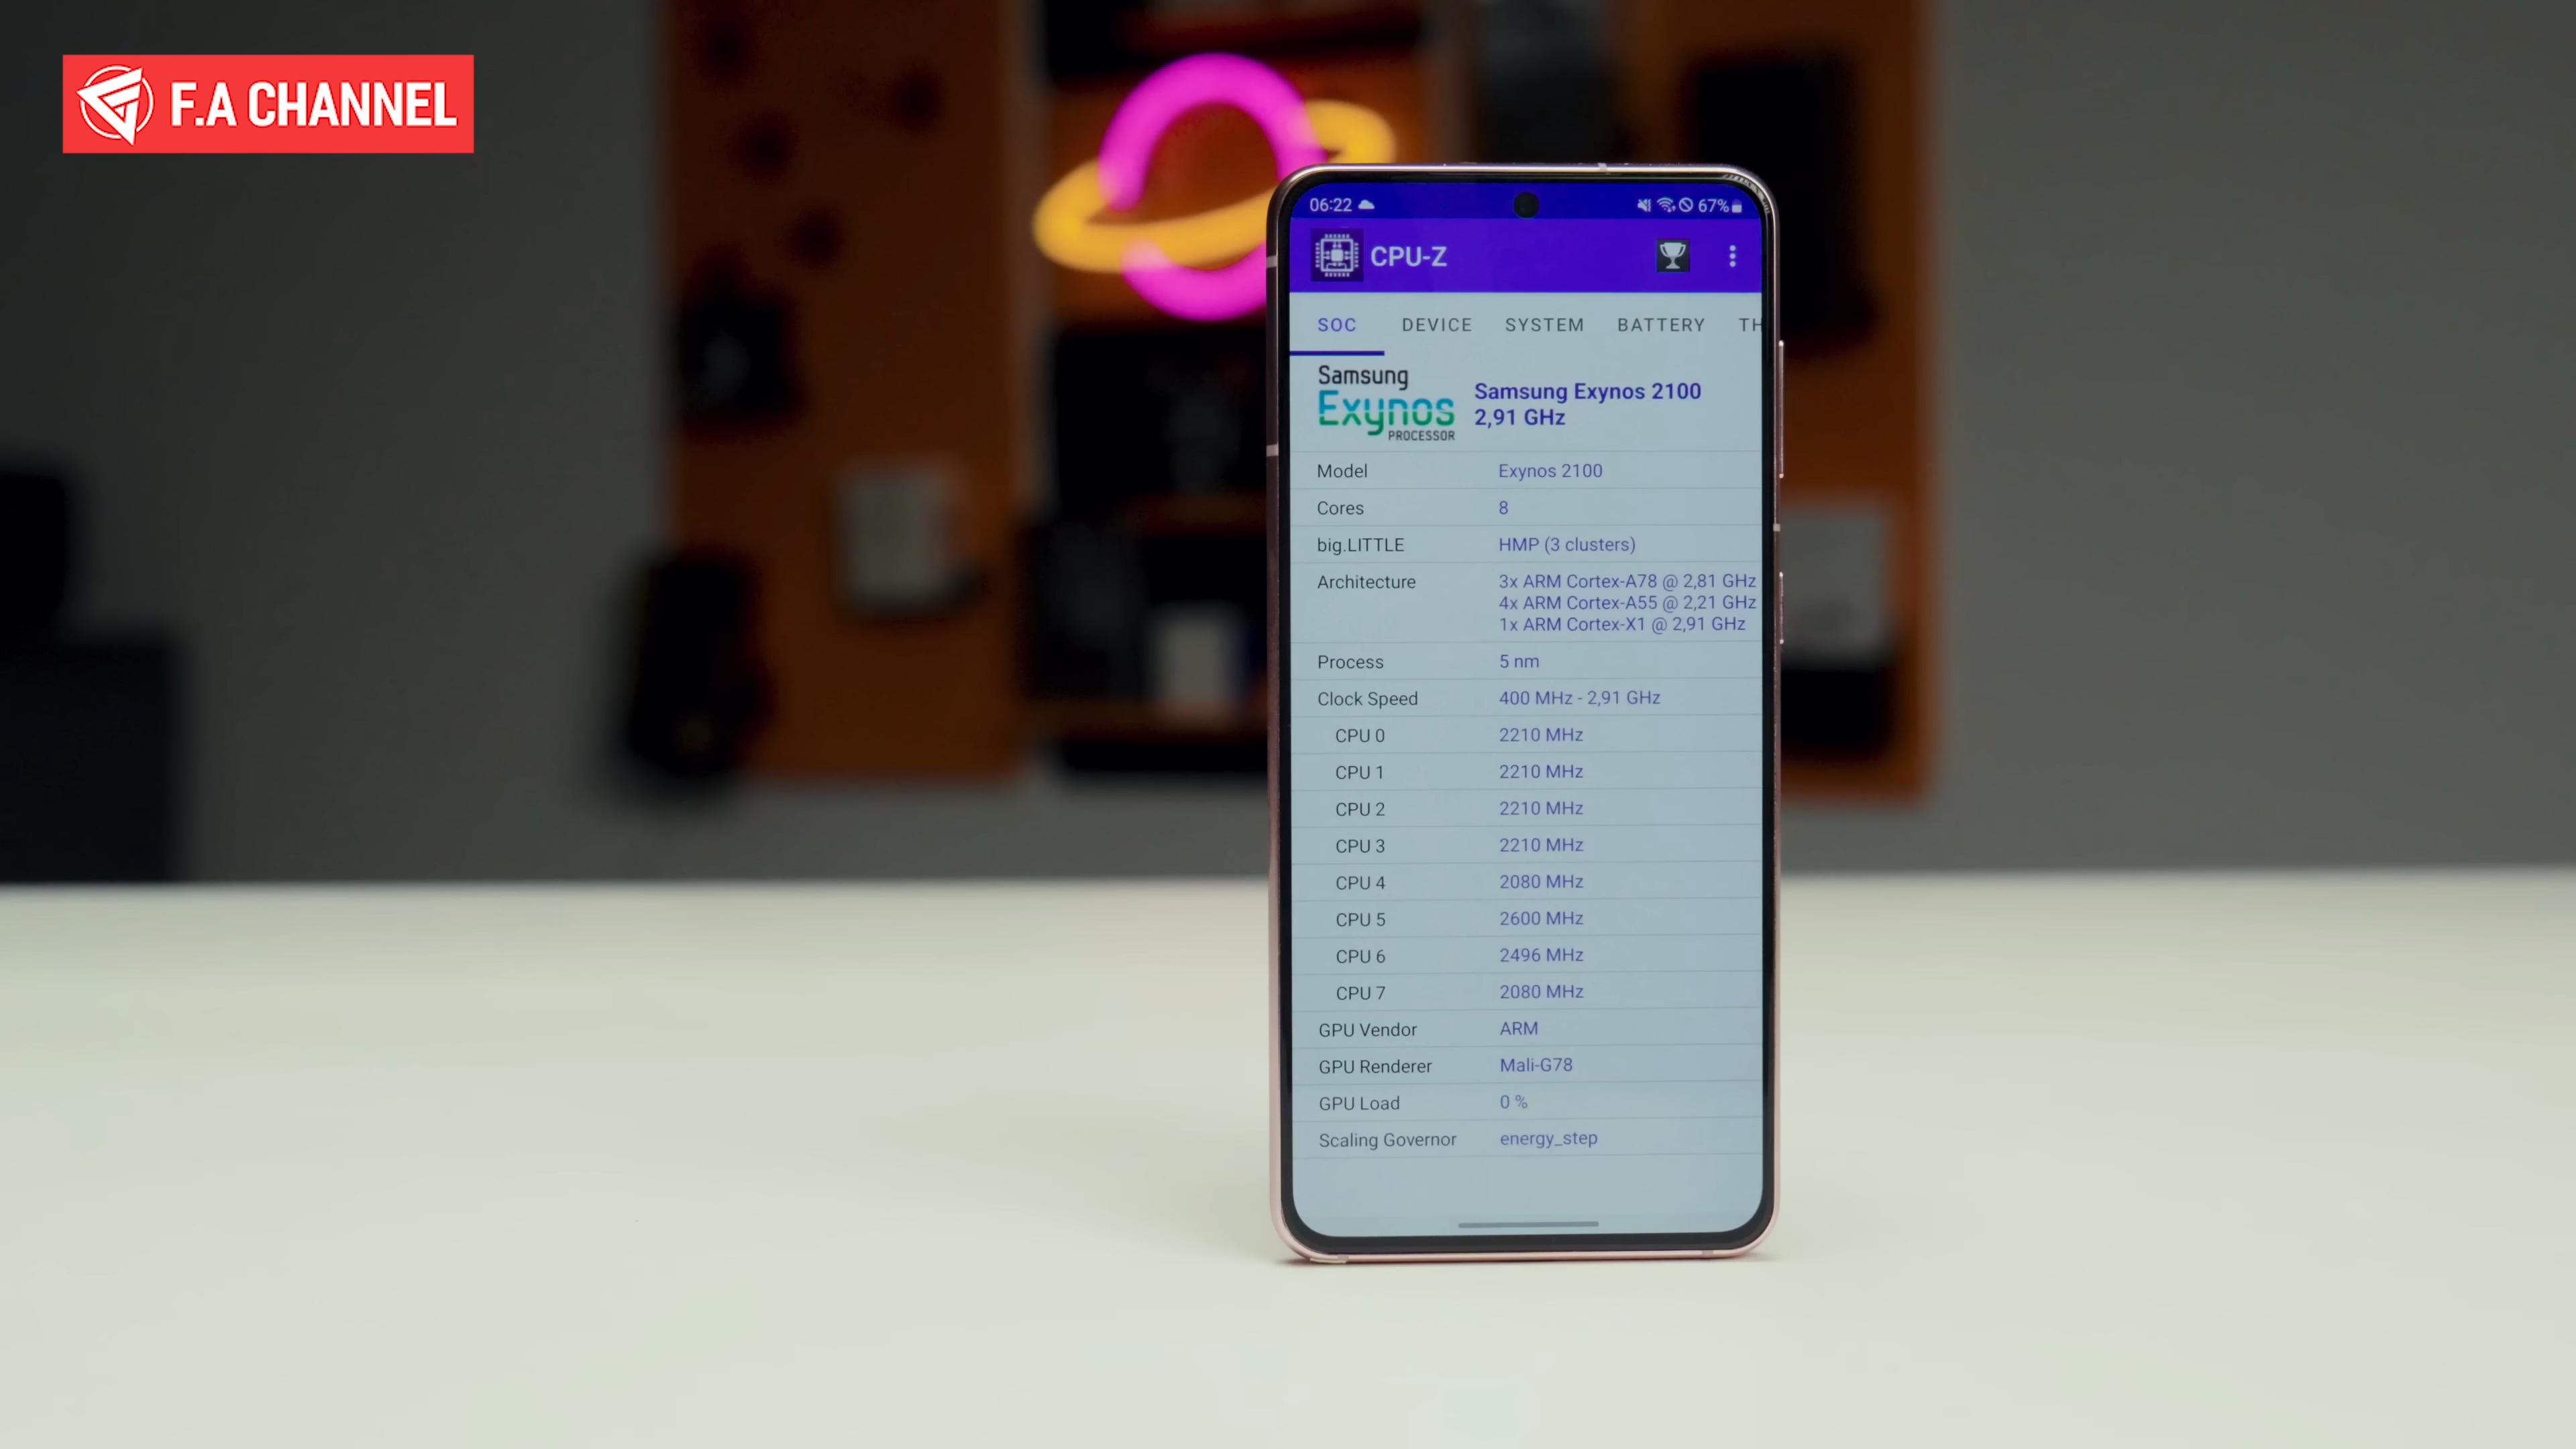 F.A CHANNEL
06:22
67%
CPU-Z
SOC DEVICE SYSTEM BATTERY TH
Samsung
Exynos
PROCESSOR
Samsung Exynos 2100
2,91 GHz
Model Exynos 2100
Cores 8
big.LITTLE HMP (3 clusters)
Architecture 3x ARM Cortex-A78 @ 2,81 GHz
4x ARM Cortex-A55 @ 2,21 GHz
1x ARM Cortex-X1 @ 2,91 GHz
Process 5 nm
Clock Speed 400 MHz - 2,91 GHz
CPU 0 2210 MHz
CPU 1 2210 MHz
CPU 2 2210 MHz
CPU 3 2210 MHz
CPU 4 2080 MHz
CPU 5 2600 MHz
CPU 6 2496 MHz
CPU 7 2080 MHz
GPU Vendor ARM
GPU Renderer Mali-G78
GPU Load 0 %
Scaling Governor energy_step